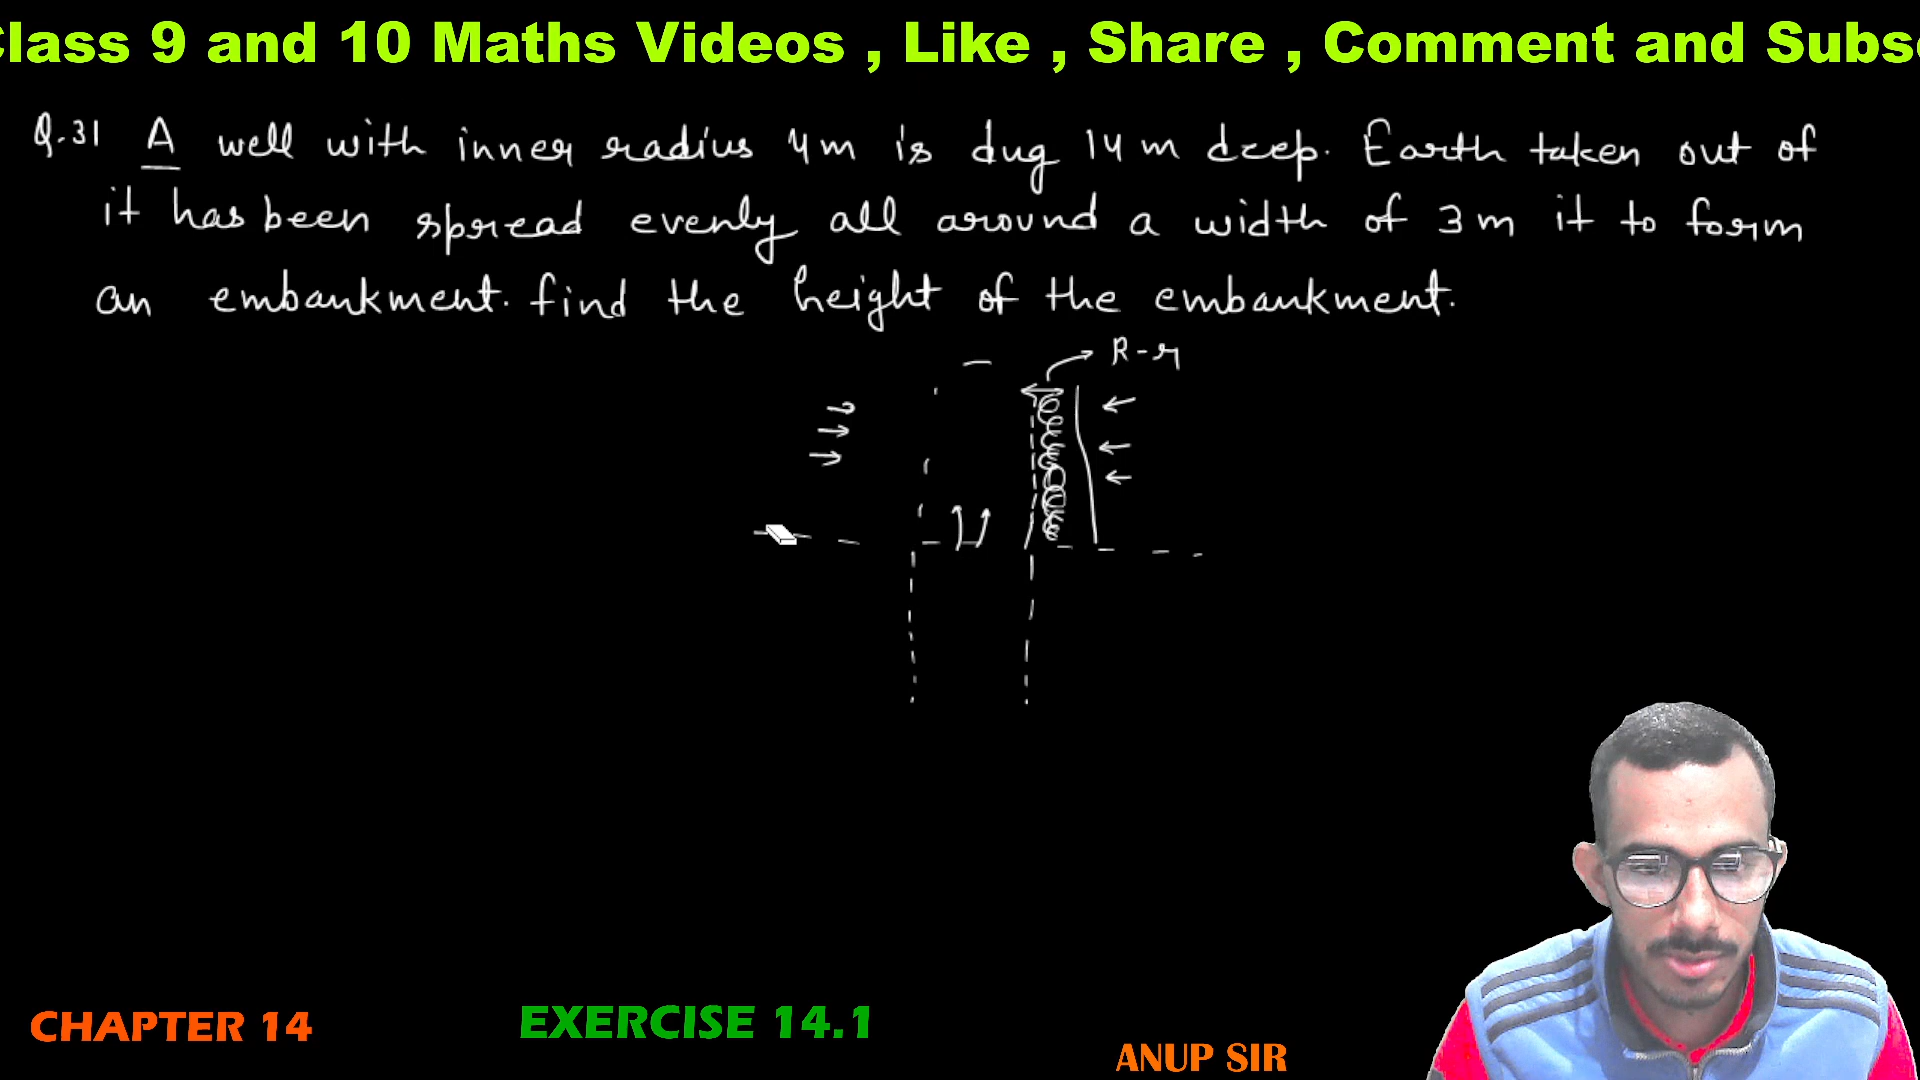 lass 9 and 10 Maths Videos , Like , Share , Comment and Subs
Q.31 A well with inner radius 4m is dug 14 m deep. Earth taken out of
it has been spread evenly all around a width of 3 m it to form
an embankment. find the height of the embankment.
R-r
CHAPTER 14
EXERCISE 14.1
ANUP SIR